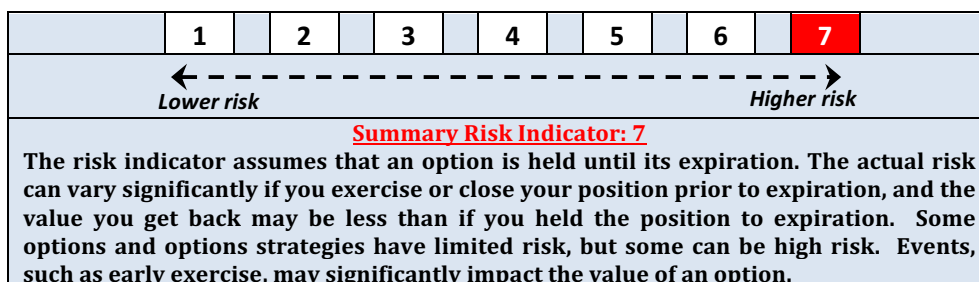 1 2 3 4 5 6 7
Lower risk Higher risk
Summary Risk Indicator: 7
The risk indicator assumes that an option is held until its expiration. The actual risk
can vary significantly if you exercise or close your position prior to expiration, and the
value you get back may be less than if you held the position to expiration. Some
options and options strategies have limited risk, but some can be high risk. Events,
such as early exercise, may significantly impact the value of an option.